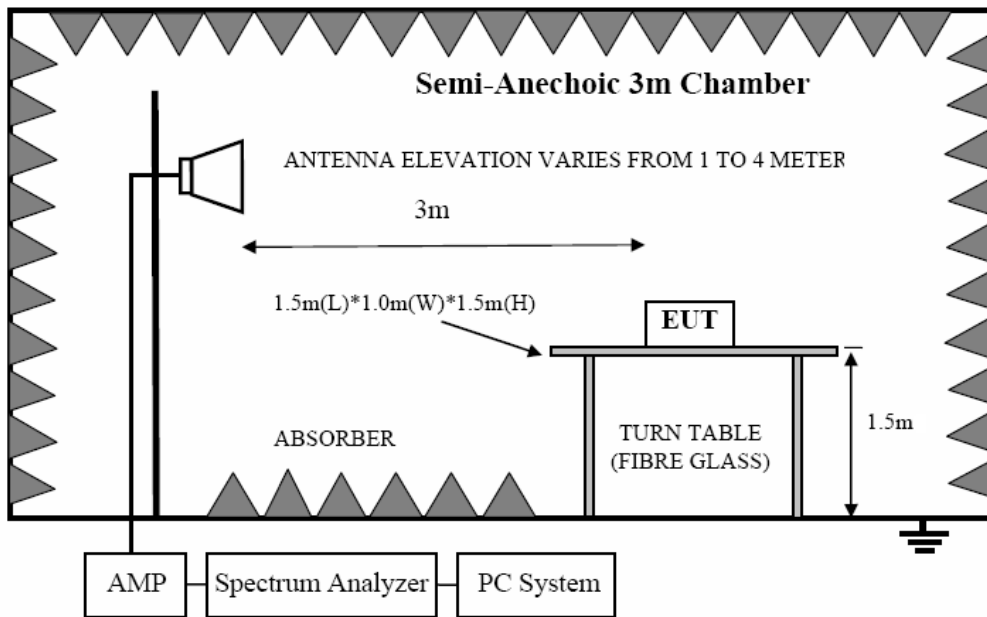 Semi-Anechoic 3m Chamber
ANTENNA ELEVATION VARIES FROM 1 TO 4 METER
3m
1.5m(L)*1.0m(W)*1.5m(H)
EUT
1.5m
ABSORBER
TURN TABLE
(FIBRE GLASS)
AMP
Spectrum Analyzer
PC System